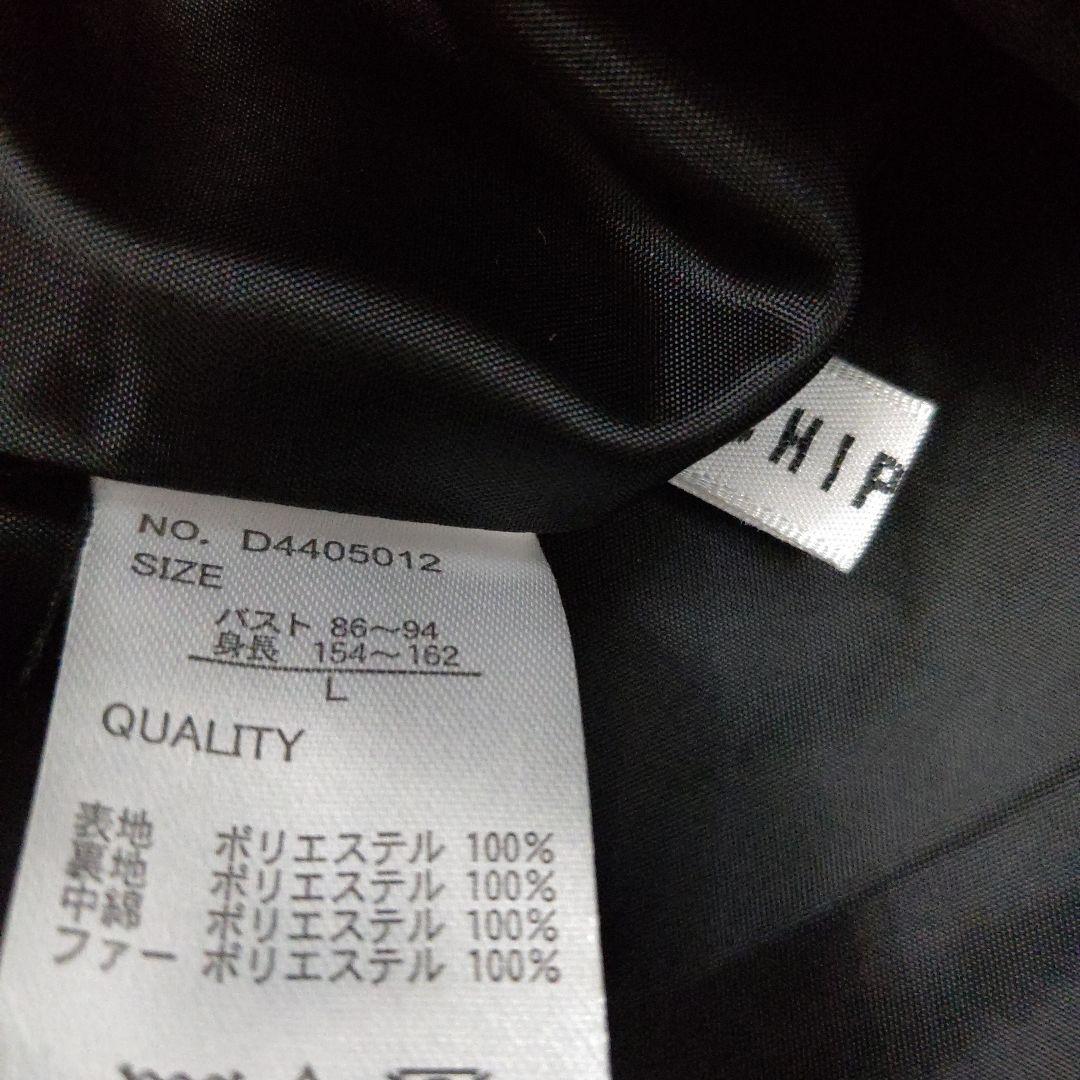 HIP
NO. D4405012
SIZE
バスト 86～94
身長 154～162
L
QUALITY
表地 ポリエステル 100%
裏地 ポリエステル 100%
中綿 ポリエステル 100%
ファー ポリエステル 100%